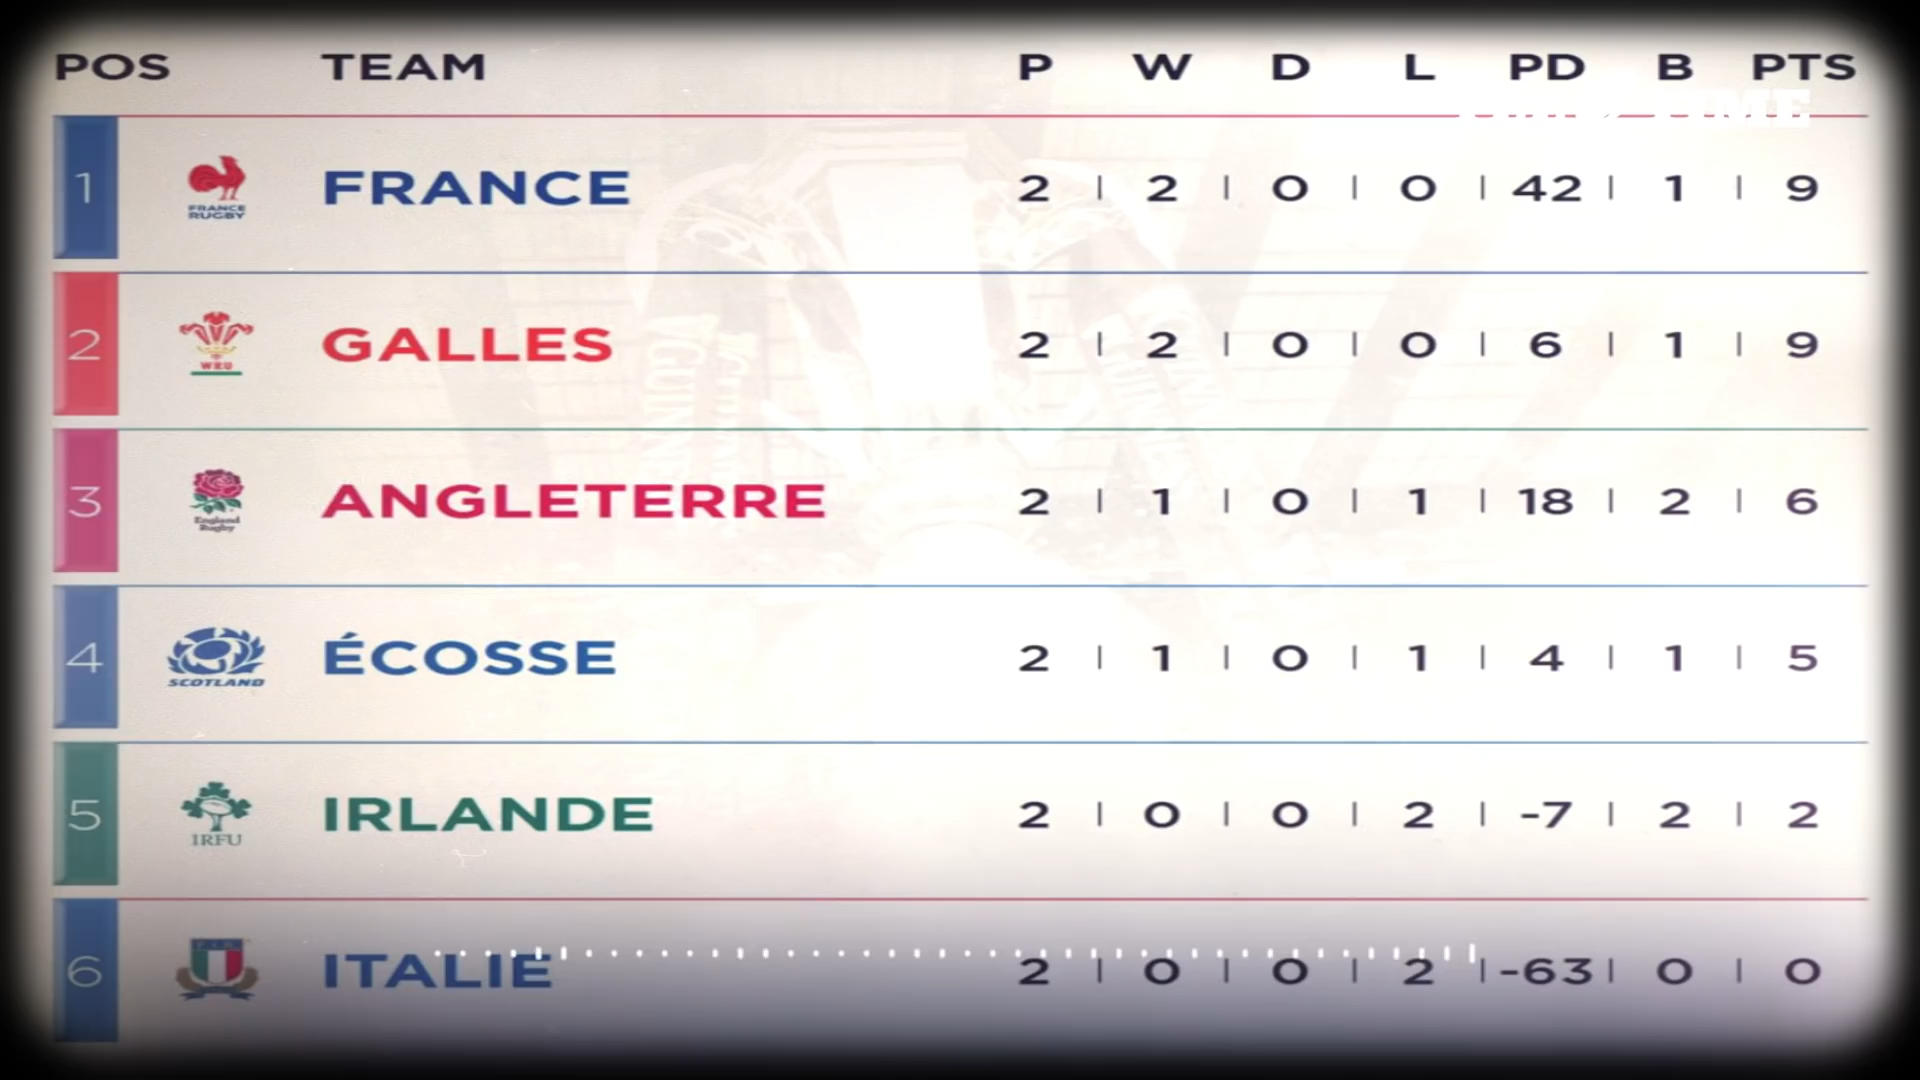 POS TEAM P W D L PD B PTS
TIME
1 FRANCE RUGBY FRANCE 2 | 2 | 0 | 0 | 42 | 1 | 9
2 WRU GALLES 2 | 2 | 0 | 0 | 6 | 1 | 9
3 England Rugby ANGLETERRE 2 | 1 | 0 | 1 | 18 | 2 | 6
4 SCOTLAND ÉCOSSE 2 | 1 | 0 | 1 | 4 | 1 | 5
5 IRFU IRLANDE 2 | 0 | 0 | 2 | -7 | 2 | 2
6 ITALIE 2 | 0 | 0 | 2 | -63 | 0 | 0